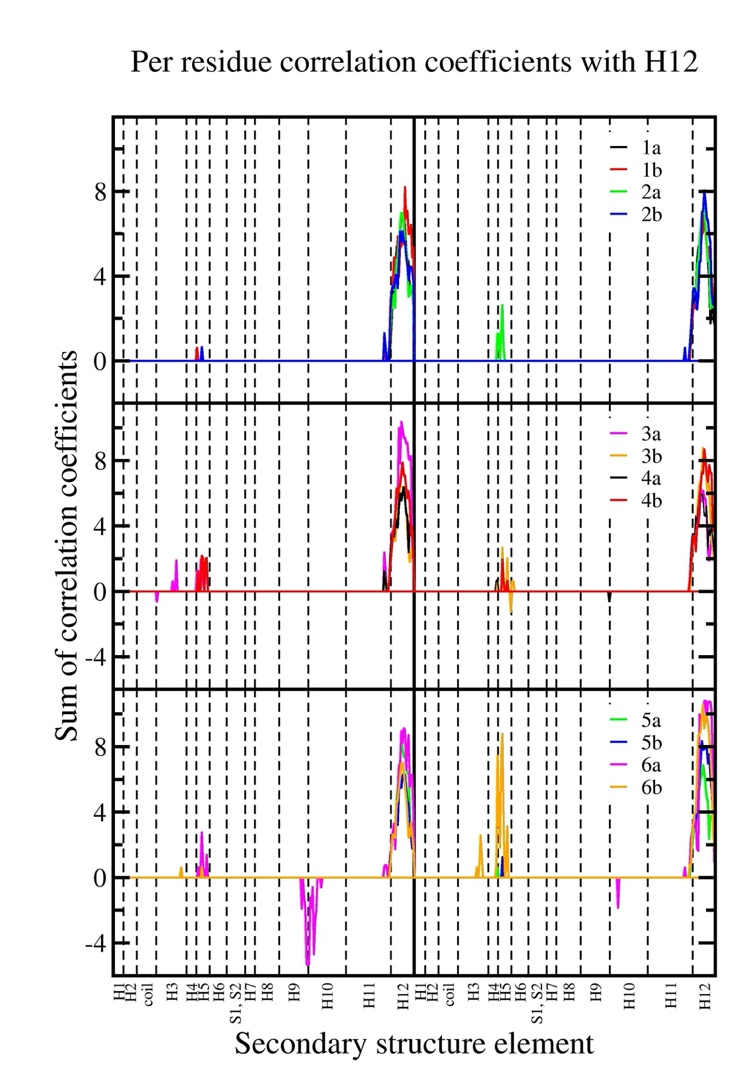 Per residue correlation coefficients with H12
Sum of correlation coefficients
8
4
0
1a
1b
2a
2b
8
4
0
-4
3a
3b
4a
4b
8
4
0
-4
5a
5b
6a
6b
H1 H2 coil H3 H4 H5 H6 S1, S2 H7 H8 H9 H10 H11 H12 H1 H2 coil H3 H4 H5 H6 S1, S2 H7 H8 H9 H10 H11 H12
Secondary structure element